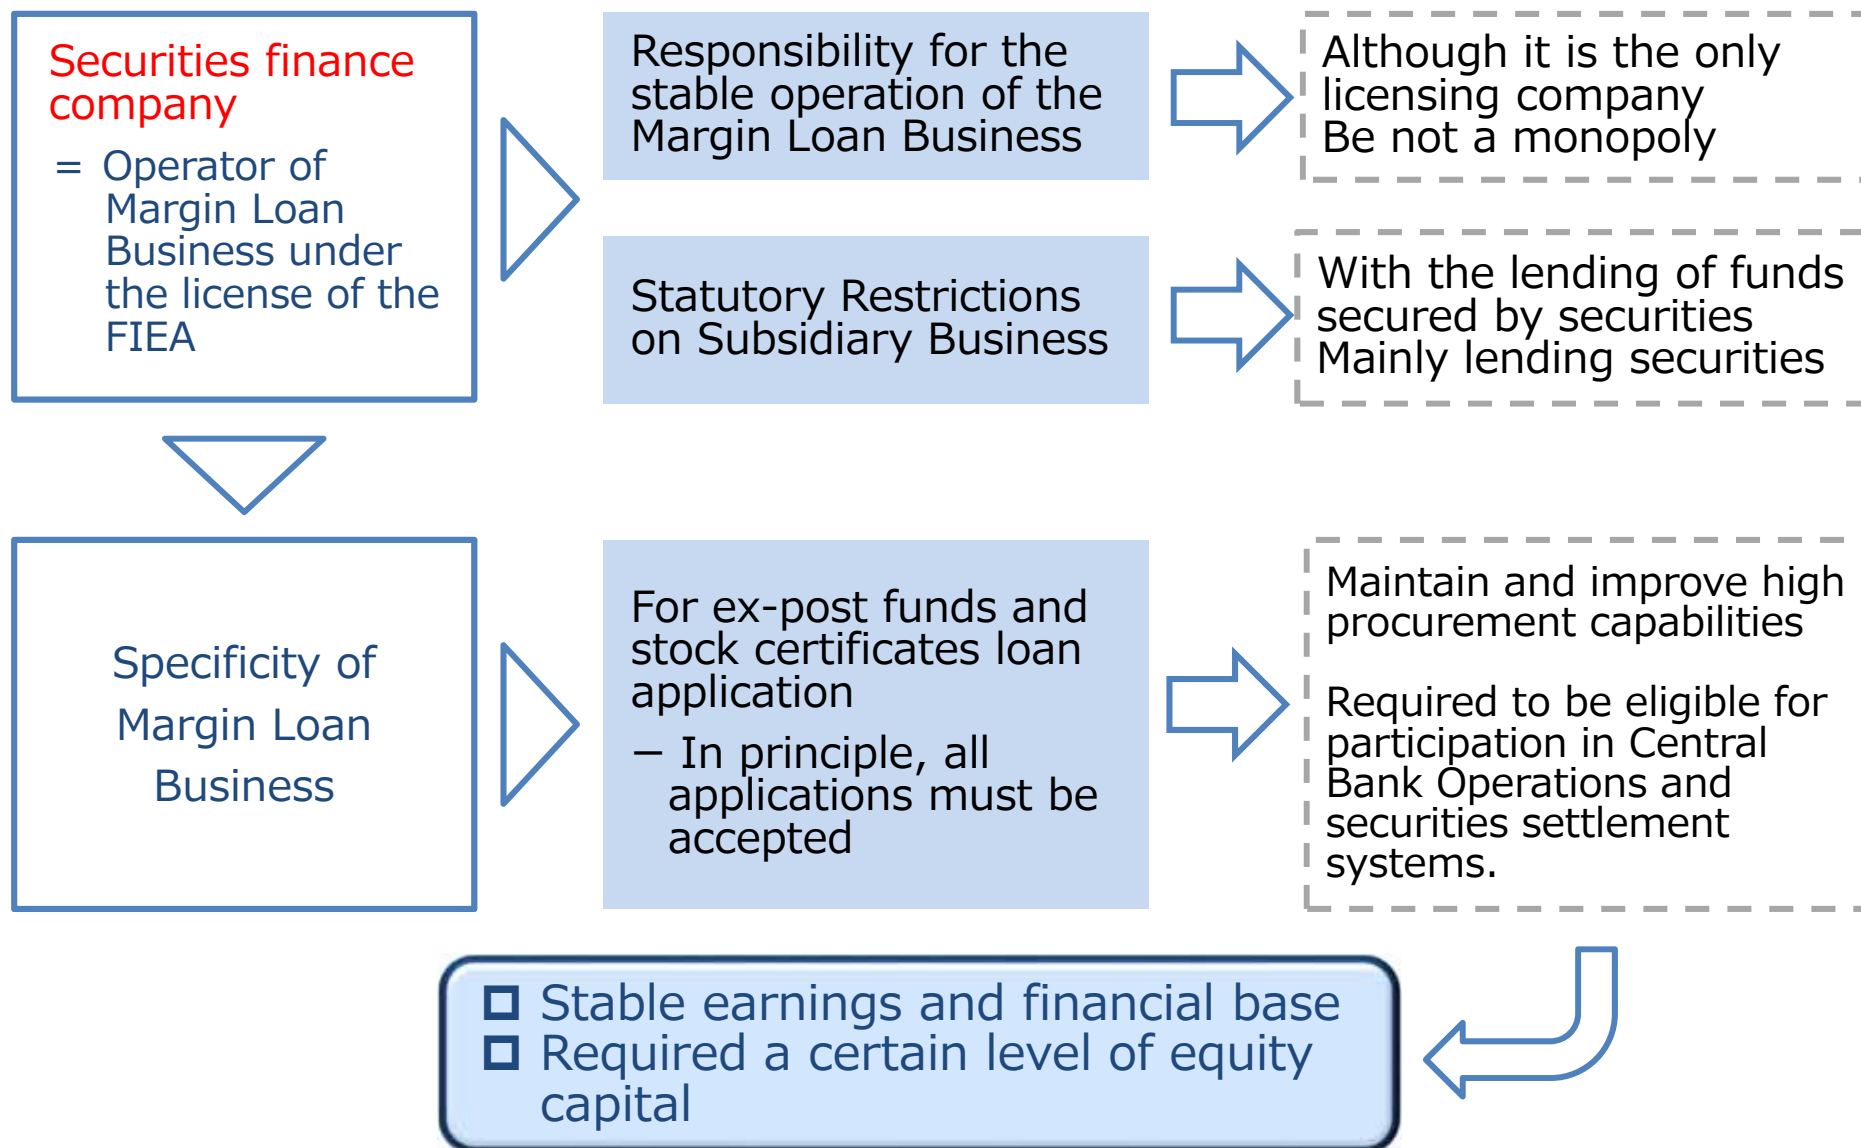 Securities finance
company
= Operator of
Margin Loan
Business under
the license of the
FIEA
Responsibility for the
stable operation of the
Margin Loan Business
Although it is the only
licensing company
Be not a monopoly
Statutory Restrictions
on Subsidiary Business
With the lending of funds
secured by securities
Mainly lending securities
Specificity of
Margin Loan
Business
For ex-post funds and
stock certificates loan
application
− In principle, all
applications must be
accepted
Maintain and improve high
procurement capabilities
Required to be eligible for
participation in Central
Bank Operations and
securities settlement
systems.
Stable earnings and financial base
Required a certain level of equity
capital